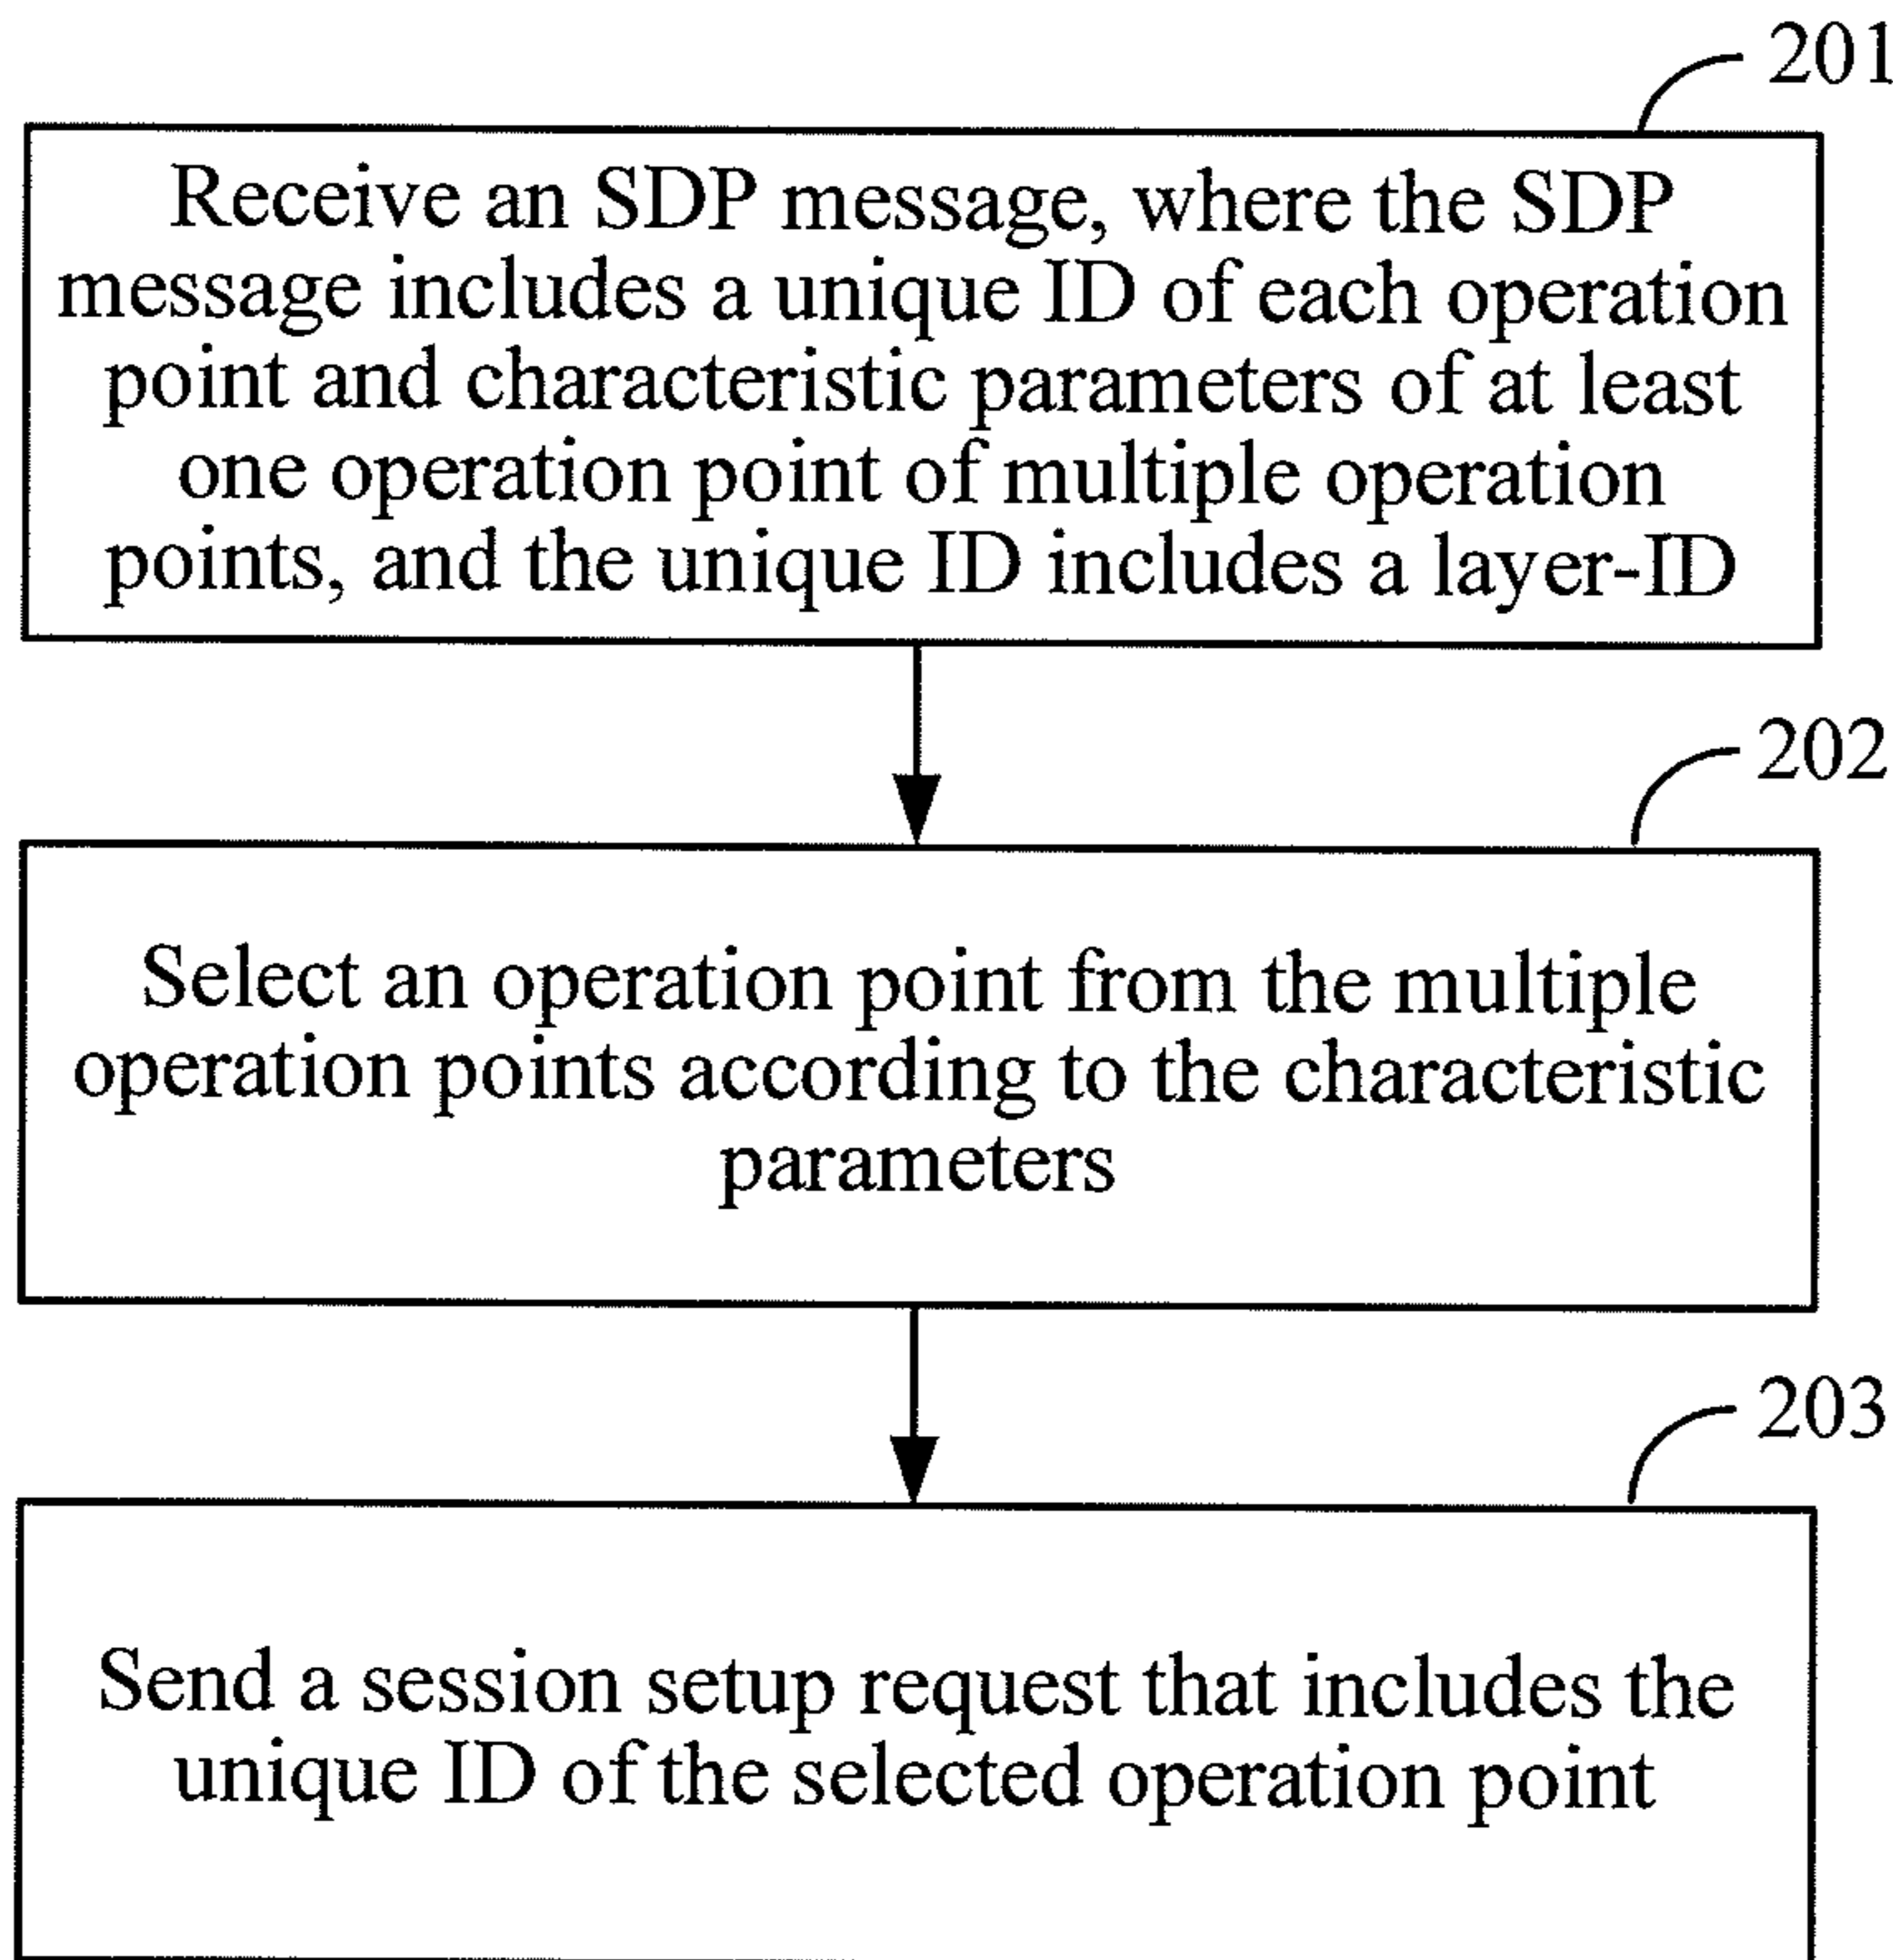 201
Receive an SDP message, where the SDP
message includes a unique ID of each operation
point and characteristic parameters of at least
one operation point of multiple operation
points, and the unique ID includes a layer-ID
202
Select an operation point from the multiple
operation points according to the characteristic
parameters
203
Send a session setup request that includes the
unique ID of the selected operation point